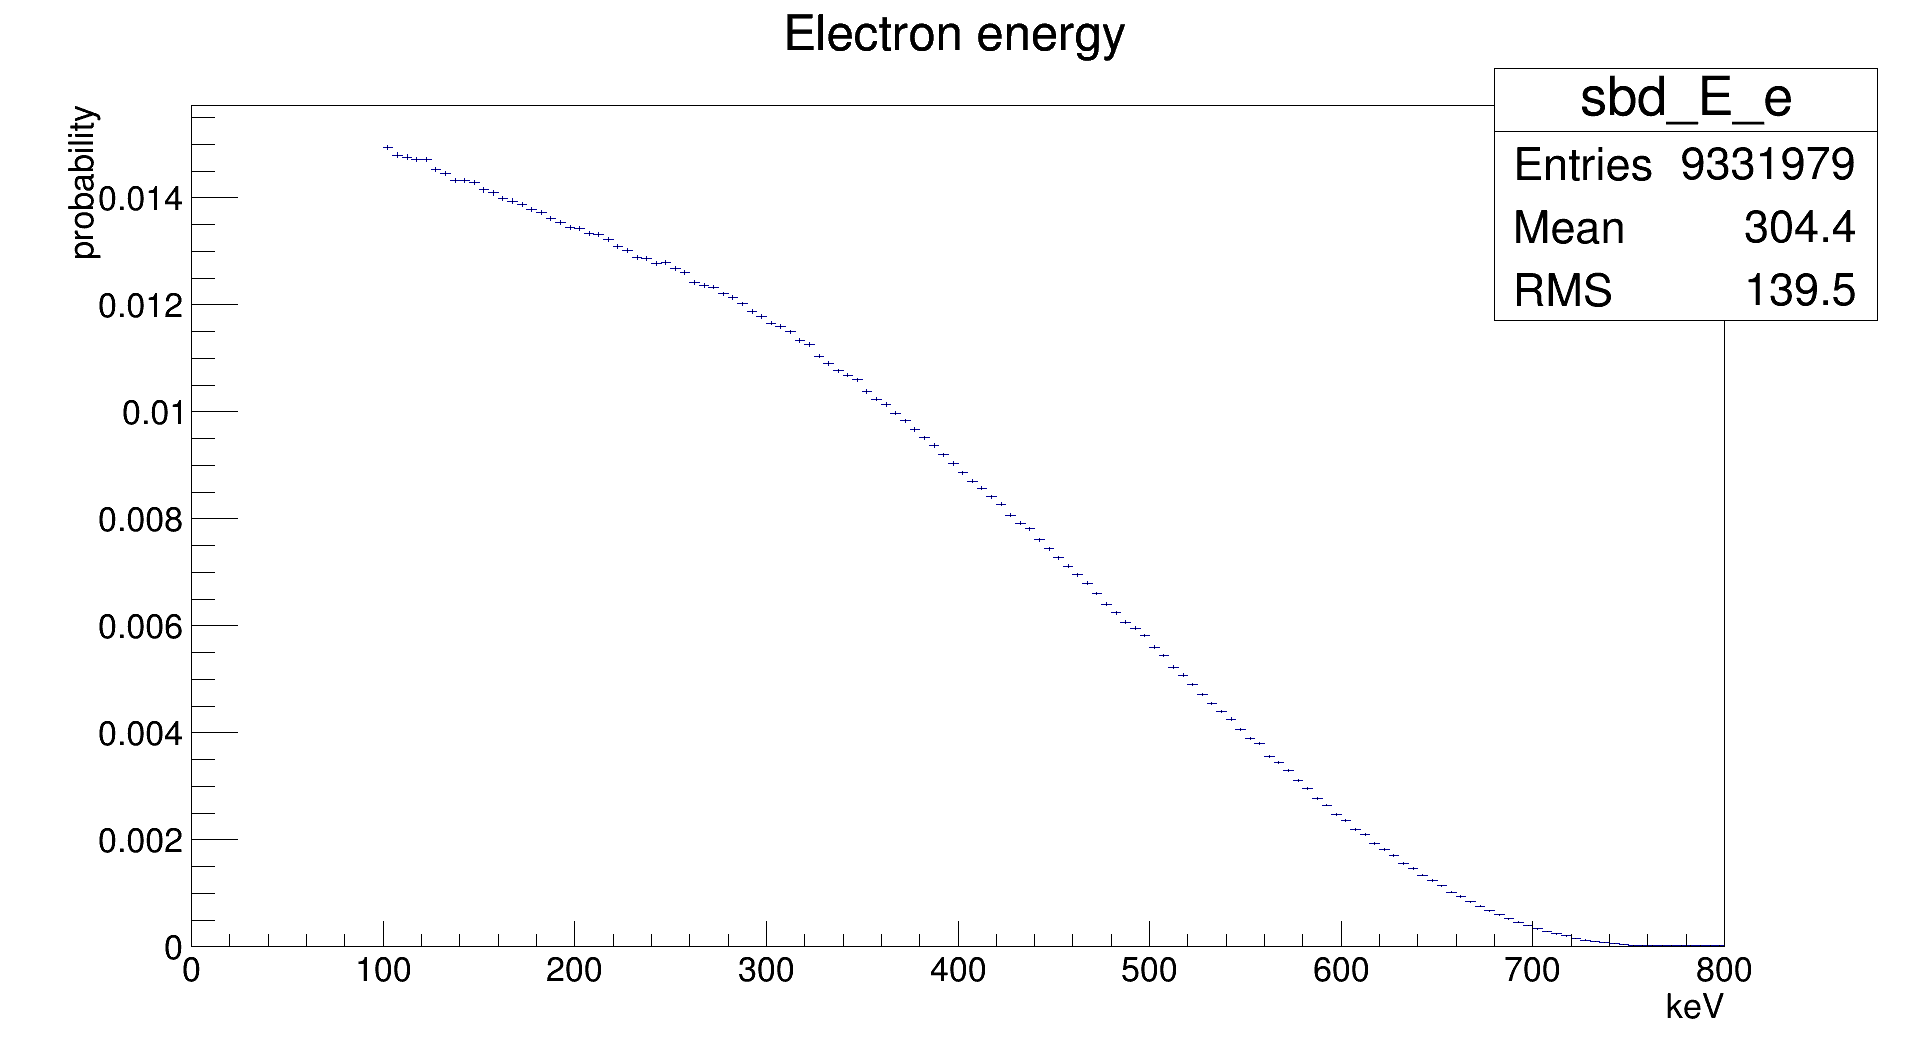 Electron energy
sbd_E_e
Entries 9331979
Mean 304.4
RMS 139.5
probability
0.014
0.012
0.01
0.008
0.006
0.004
0.002
0
0 100 200 300 400 500 600 700 800
keV